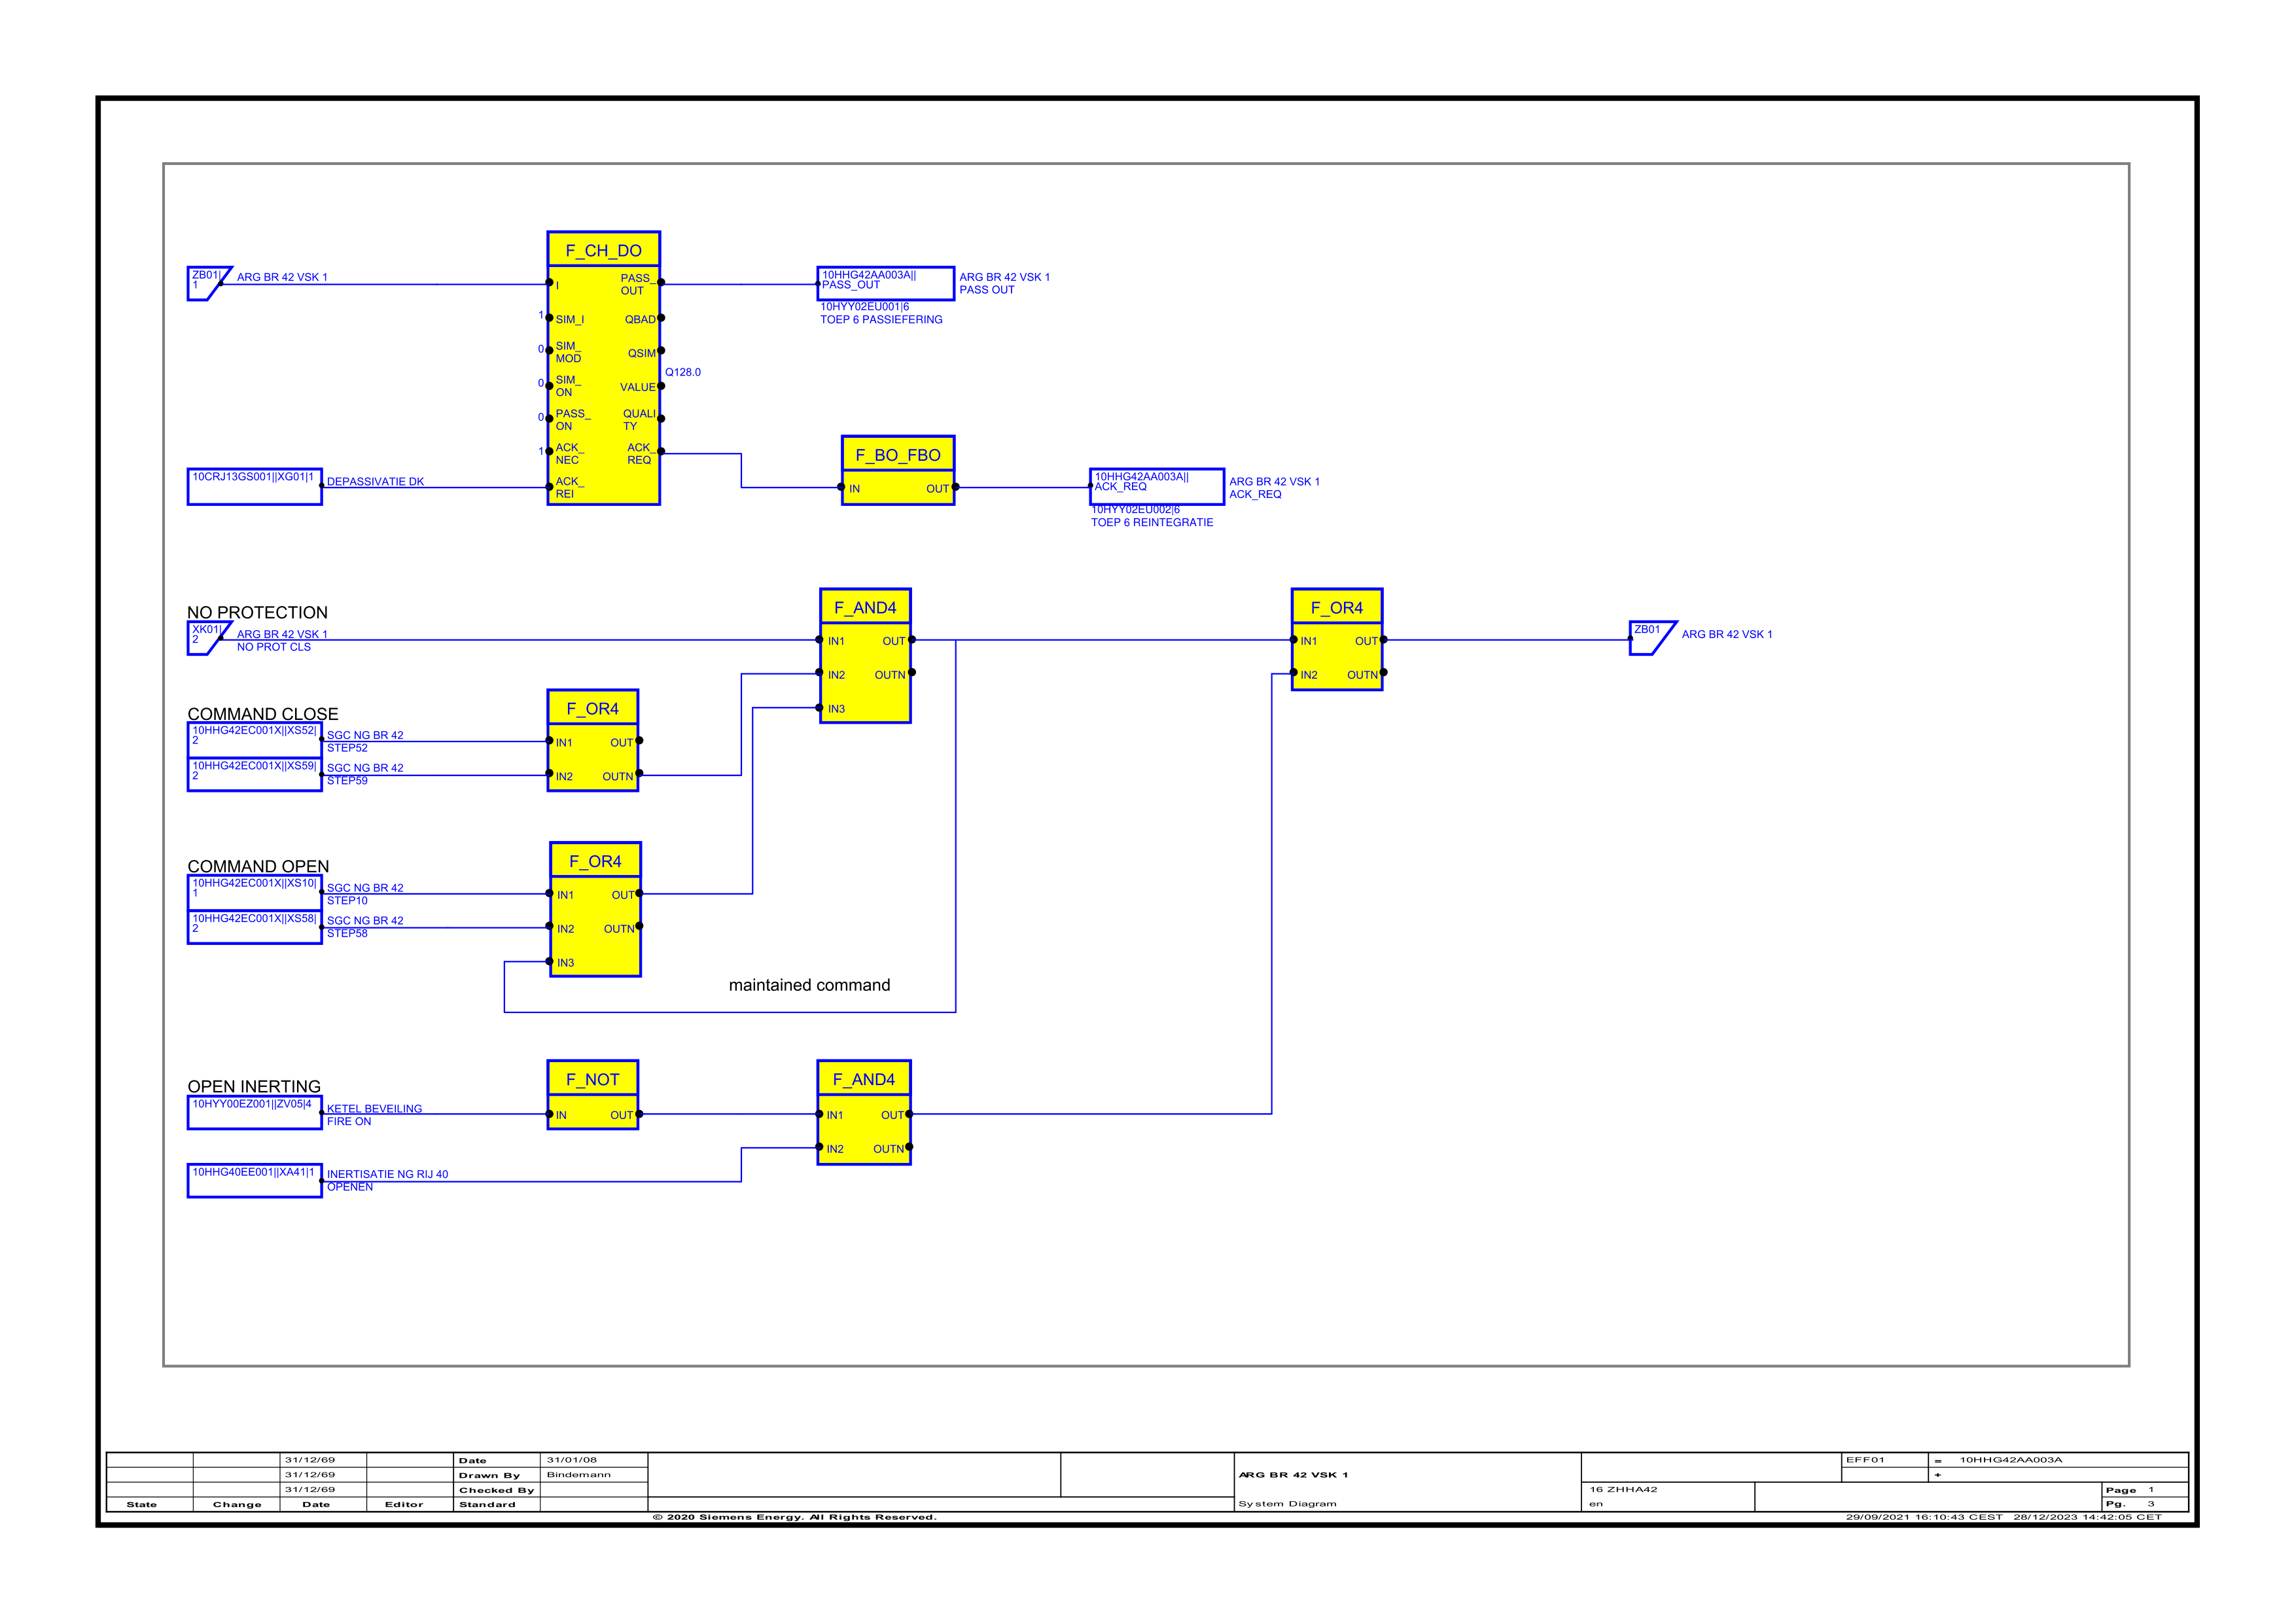 F_CH_DO
ZB01|
1
ARG BR 42 VSK 1
I
PASS_
OUT
10HHG42AA003A||
PASS_OUT
ARG BR 42 VSK 1
PASS OUT
10HYY02EU001|6
TOEP 6 PASSIEFERING
1
SIM_I
QBAD
0
SIM_
MOD
QSIM
Q128.0
0
SIM_
ON
VALUE
0
PASS_
ON
QUALI
TY
1
ACK_
NEC
ACK_
REQ
F_BO_FBO
10CRJ13GS001||XG01|1
DEPASSIVATIE DK
ACK_
REI
IN
OUT
10HHG42AA003A||
ACK_REQ
ARG BR 42 VSK 1
ACK_REQ
10HYY02EU002|6
TOEP 6 REINTEGRATIE
NO PROTECTION
XK01|
2
ARG BR 42 VSK 1
NO PROT CLS
F_AND4
IN1
OUT
IN2
OUTN
IN3
F_OR4
IN1
OUT
IN2
OUTN
ZB01
ARG BR 42 VSK 1
COMMAND CLOSE
10HHG42EC001X||XS52|
2
SGC NG BR 42
STEP52
10HHG42EC001X||XS59|
2
SGC NG BR 42
STEP59
F_OR4
IN1
OUT
IN2
OUTN
COMMAND OPEN
10HHG42EC001X||XS10|
1
SGC NG BR 42
STEP10
10HHG42EC001X||XS58|
2
SGC NG BR 42
STEP58
F_OR4
IN1
OUT
IN2
OUTN
IN3
maintained command
OPEN INERTING
10HYY00EZ001||ZV05|4
KETEL BEVEILING
FIRE ON
F_NOT
IN
OUT
F_AND4
IN1
OUT
IN2
OUTN
10HHG40EE001||XA41|1
INERTISATIE NG RIJ 40
OPENEN
31/12/69
Date
31/01/08
31/12/69
Drawn By
Bindemann
31/12/69
Checked By
State
Change
Date
Editor
Standard
ARG BR 42 VSK 1
System Diagram
16 ZHHA42
en
EFF01
=
10HHG42AA003A
+
Page 1
Pg. 3
© 2020 Siemens Energy. All Rights Reserved.
29/09/2021 16:10:43 CEST 28/12/2023 14:42:05 CET